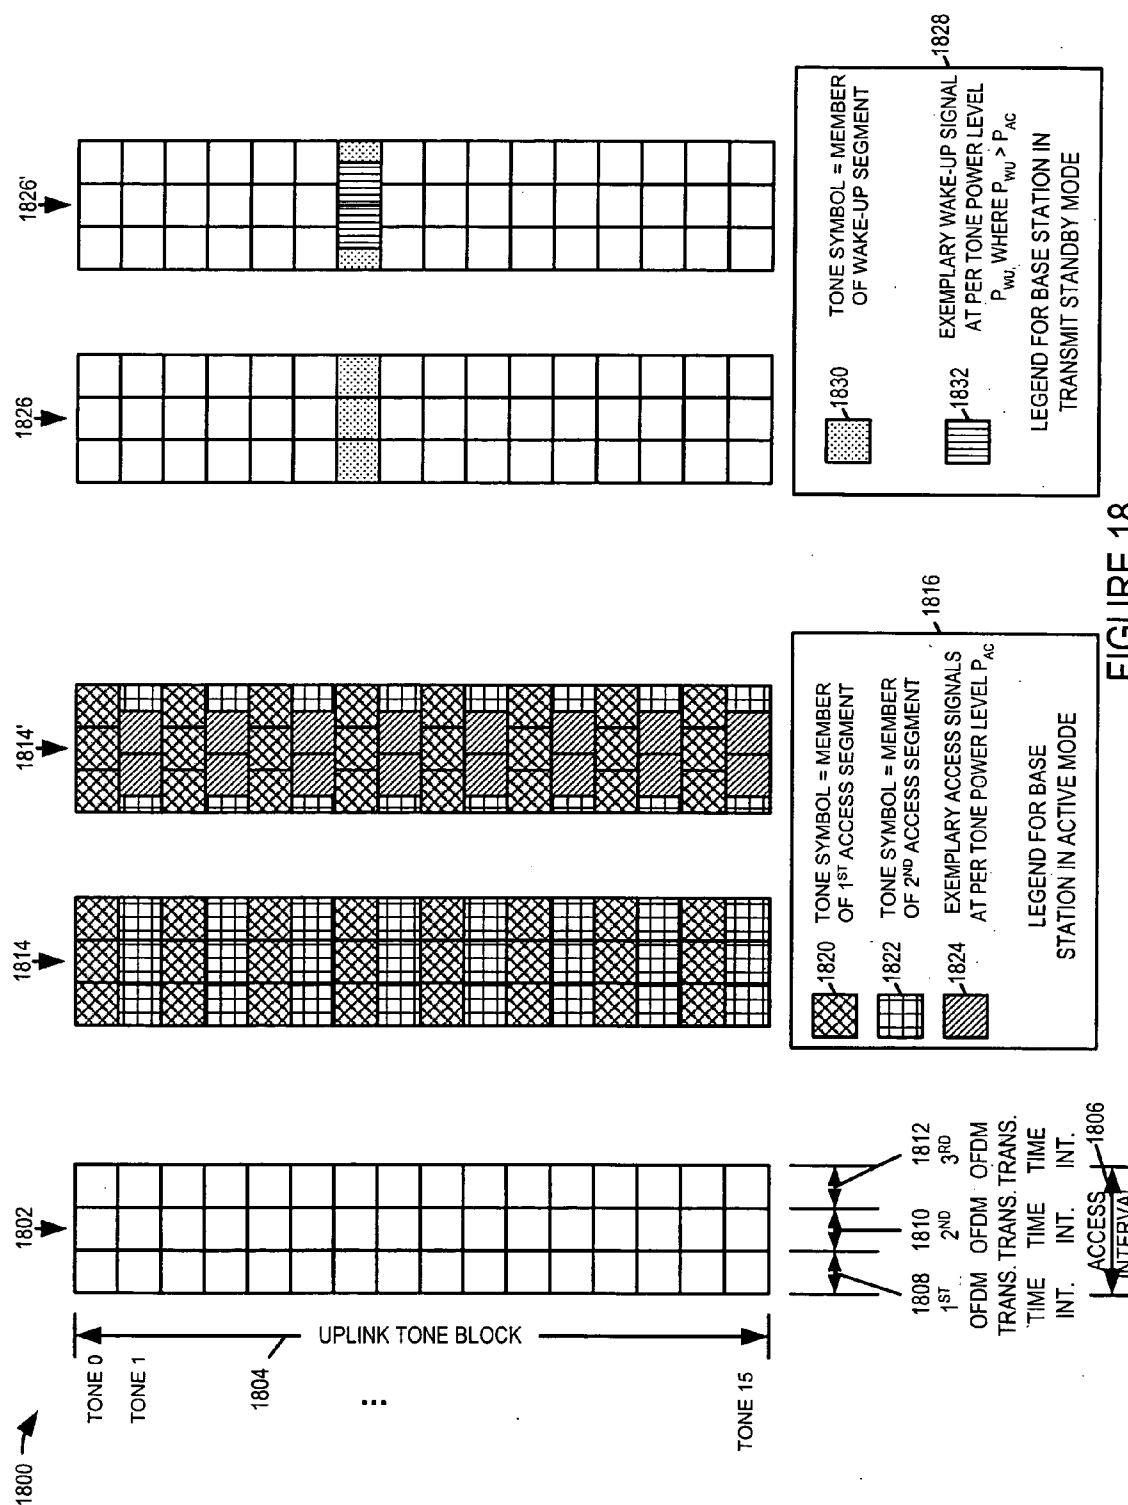 1800
1802
1814
1814'
1826
1826'
TONE 0
TONE 1
...
TONE 15
UPLINK TONE BLOCK
1804
1808
1ST
OFDM
TRANS.
TIME
INT.
1810
2ND
OFDM
TRANS.
TIME
INT.
1812
3RD
OFDM
TRANS.
TIME
INT.
ACCESS
INTERVAL
1806
1820
TONE SYMBOL = MEMBER
OF 1ST ACCESS SEGMENT
1822
TONE SYMBOL = MEMBER
OF 2ND ACCESS SEGMENT
1824
EXEMPLARY ACCESS SIGNALS
AT PER TONE POWER LEVEL PAC
LEGEND FOR BASE
STATION IN ACTIVE MODE
1816
1830
TONE SYMBOL = MEMBER
OF WAKE-UP SEGMENT
1832
EXEMPLARY WAKE-UP SIGNAL
AT PER TONE POWER LEVEL
PWU, WHERE PWU > PAC
LEGEND FOR BASE STATION IN
TRANSMIT STANDBY MODE
1828
FIGURE 18